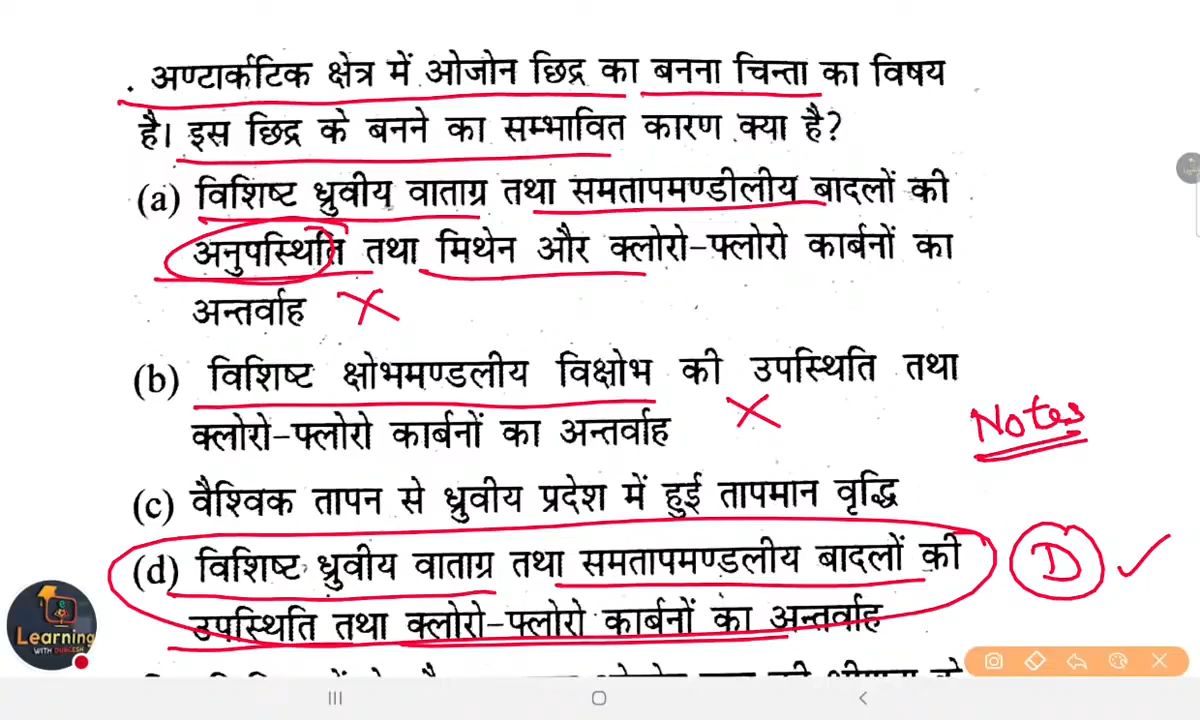 . अण्टार्कटिक क्षेत्र में ओजोन छिद्र का बनना चिन्ता का विषय
है। इस छिद्र के बनने का सम्भावित कारण क्या है?
(a) विशिष्ट ध्रुवीय वाताग्र तथा समतापमण्डीलीय बादलों की
अनुपस्थिति तथा मिथेन और क्लोरो-फ्लोरो कार्बनों का
अन्तर्वाह
(b) विशिष्ट क्षोभमण्डलीय विक्षोभ की उपस्थिति तथा
क्लोरो-फ्लोरो कार्बनों का अन्तर्वाह
Notes
(c) वैश्विक तापन से ध्रुवीय प्रदेश में हुई तापमान वृद्धि
(d) विशिष्ट ध्रुवीय वाताग्र तथा समतापमण्डलीय बादलों की
उपस्थिति तथा क्लोरो-फ्लोरो कार्बनों का अन्तर्वाह
D
Learning
WITH DURGESH